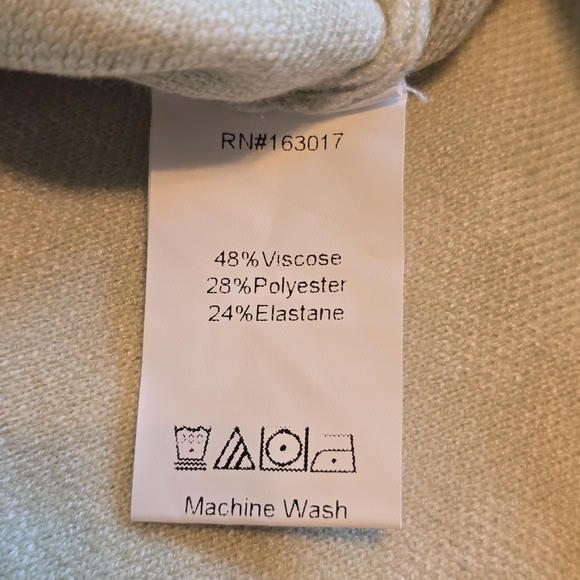 RN#163017
48%Viscose
28%Polyester
24%Elastane
Machine Wash